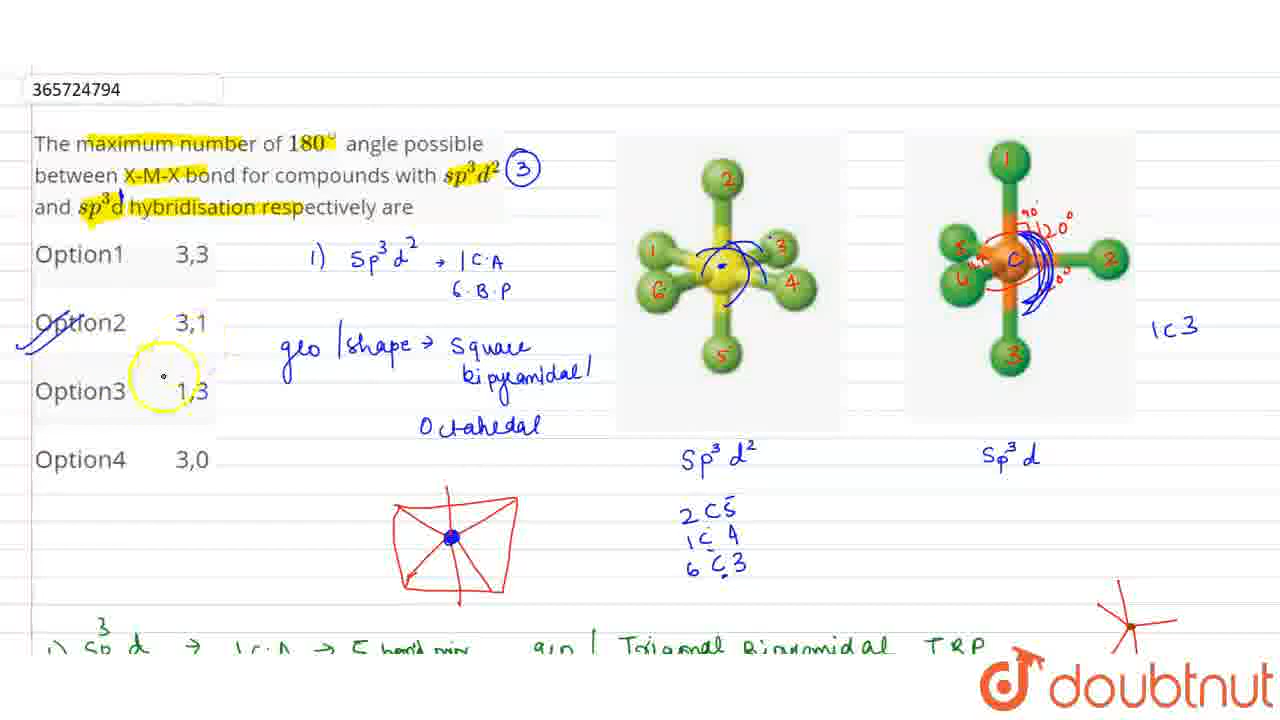 365724794
The maximum number of 180° angle possible
between X-M-X bond for compounds with sp³d² 3
and sp³d hybridisation respectively are
Option1 3,3
Option2 3,1
Option3 1,3
Option4 3,0
1) Sp³d² → 1 C.A
6. B.P
geo / shape → Square
bipyramidal /
Octahedal
2
1
3
6
4
5
Sp³d²
2 C 5
1 C 4
6 C 3
1
90°
120°
5
C
2
6
3
1 C 3
Sp³d
Sp³d → 1 C.A → 5 | Trigonal Bipyramidal TBP
doubtnut